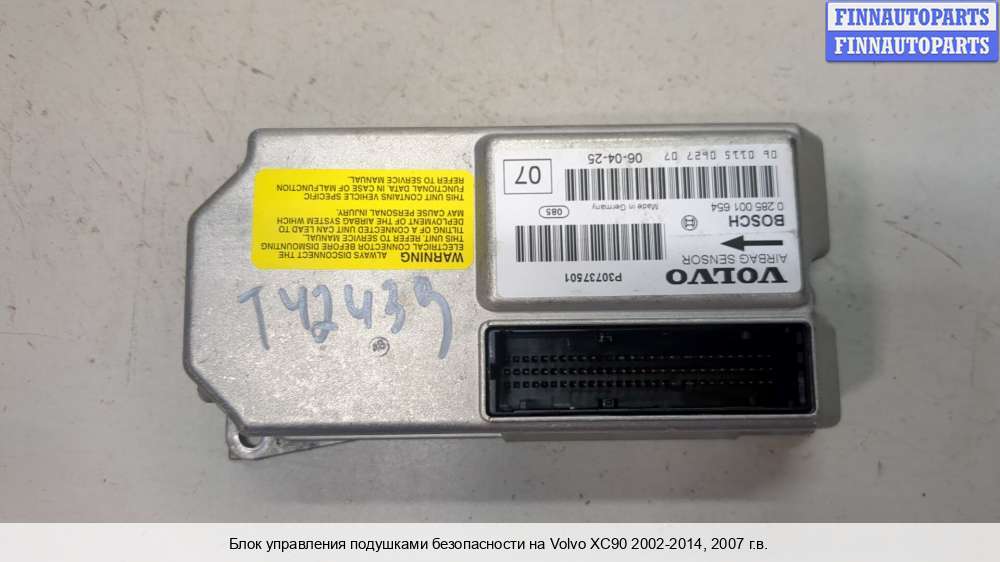 FINNAUTOPARTS
FINNAUTOPARTS
VOLVO
AIRBAG SENSOR
P30737501
BOSCH
0 285 001 654
Made in Germany
085
07
06-04-25
06 0115 0627 07
WARNING
ALWAYS DISCONNECT THE
ELECTRICAL CONNECTOR BEFORE DISMOUNTING
THIS UNIT REFER TO SERVICE MANUAL
TILTING OF A CONNECTED UNIT CAN LEAD TO
DEPLOYMENT OF THE AIRBAG SYSTEM WHICH
MAY CAUSE PERSONAL INJURY.
THIS UNIT CONTAINS VEHICLE SPECIFIC
FUNCTIONAL DATA, IN CASE OF MALFUNCTION
REFER TO SERVICE MANUAL.
T42439
Блок управления подушками безопасности на Volvo XC90 2002-2014, 2007 г.в.